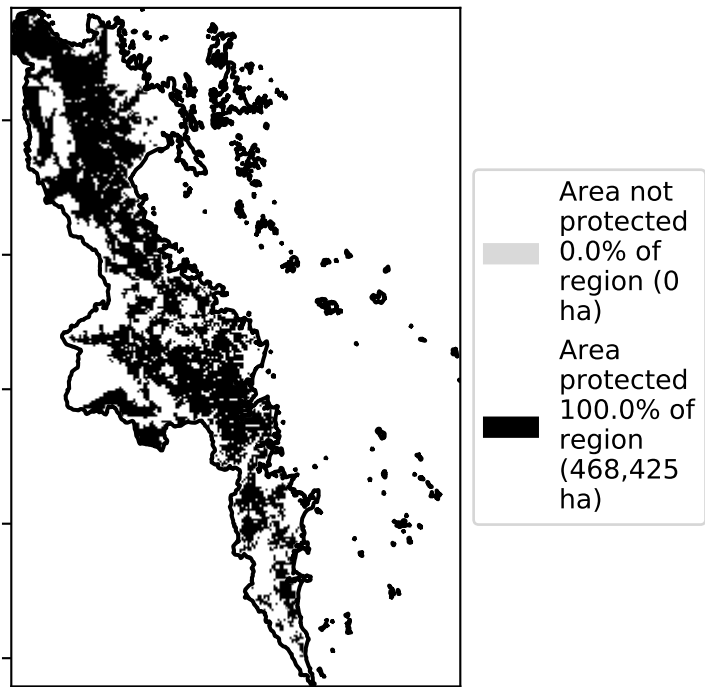 Area not
protected
0.0% of
region (0
ha)
Area
protected
100.0% of
region
(468,425
ha)